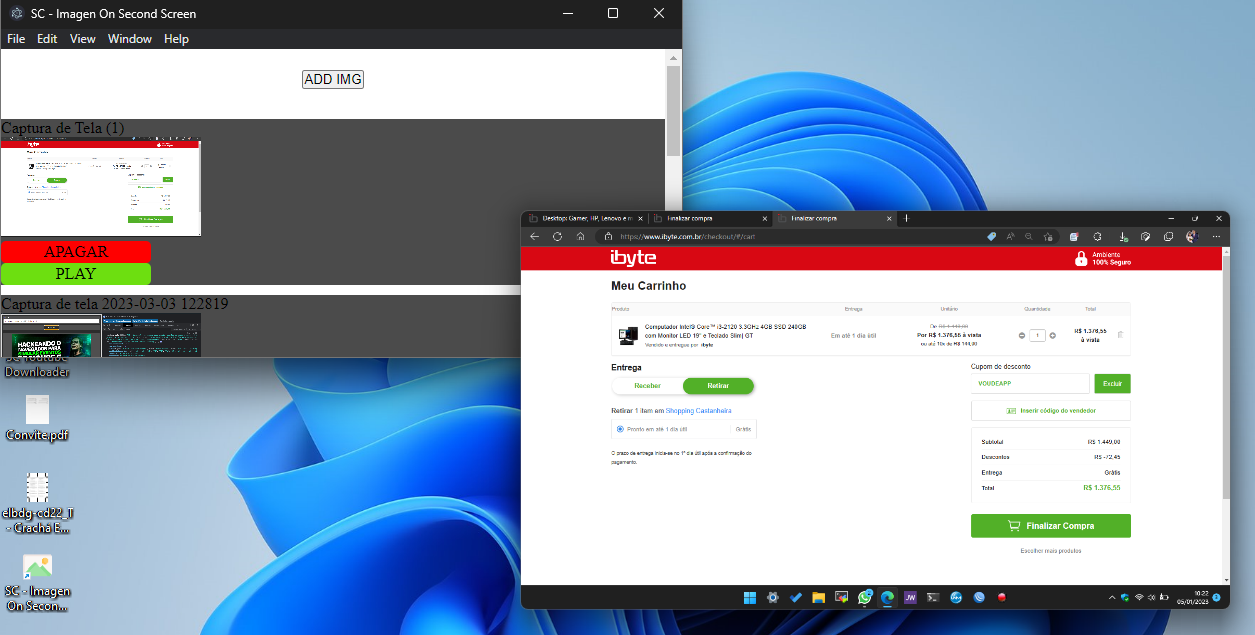 SC - Imagen On Second Screen
File Edit View Window Help
ADD IMG
Captura de Tela (1)
APAGAR
PLAY
Captura de tela 2023-03-03 122819
HACKEANDO O
NAVEGADOR PARA
SC Youtube
Downloader
Convite.pdf
elbdg-cd22_T
- Crachá E...
SC - Imagen
On Secon...
Desktop: Gamer, HP, Lenovo e m
Finalizar compra
Finalizar compra
https://www.ibyte.com.br/checkout/#/cart
ibyte
Ambiente
100% Seguro
Meu Carrinho
Produto Entrega Unitário Quantidade Total
Computador Intel® Core™ i3-2120 3.3GHz 4GB SSD 240GB
com Monitor LED 19" e Teclado Slim| GT
Vendido e entregue por ibyte
Em até 1 dia útil
De R$ 1.449,00
Por R$ 1.376,55 à vista
ou até 10x de R$ 144,90
1
R$ 1.376,55
à vista
Entrega
Receber Retirar
Retirar 1 item em Shopping Castanheira
Pronto em até 1 dia útil Grátis
O prazo de entrega inicia-se no 1º dia útil após a confirmação do
pagamento.
Cupom de desconto
VOUDEAPP Excluir
Inserir código do vendedor
Subtotal R$ 1.449,00
Descontos R$ -72,45
Entrega Grátis
Total R$ 1.376,55
Finalizar Compra
Escolher mais produtos
JW
10:22
05/01/2023